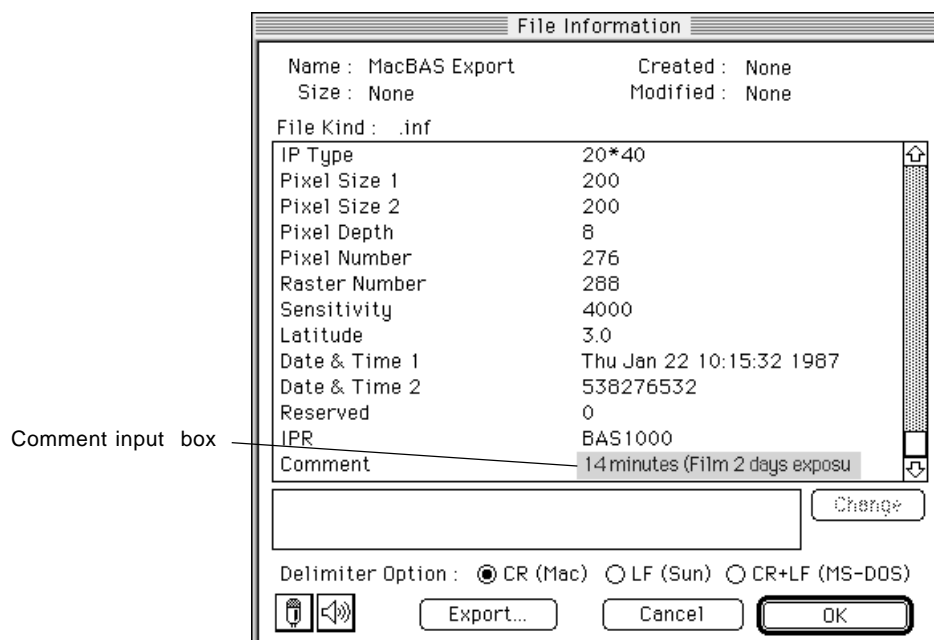 File Information
Name : MacBAS Export Created : None
Size : None Modified : None
File Kind : .inf
IP Type 20*40
Pixel Size 1 200
Pixel Size 2 200
Pixel Depth 8
Pixel Number 276
Raster Number 288
Sensitivity 4000
Latitude 3.0
Date & Time 1 Thu Jan 22 10:15:32 1987
Date & Time 2 538276532
Reserved 0
Comment input box
IPR BAS1000
Comment 14 minutes (Film 2 days exposu
Change
Delimiter Option : CR (Mac) LF (Sun) CR+LF (MS-DOS)
Export... Cancel OK